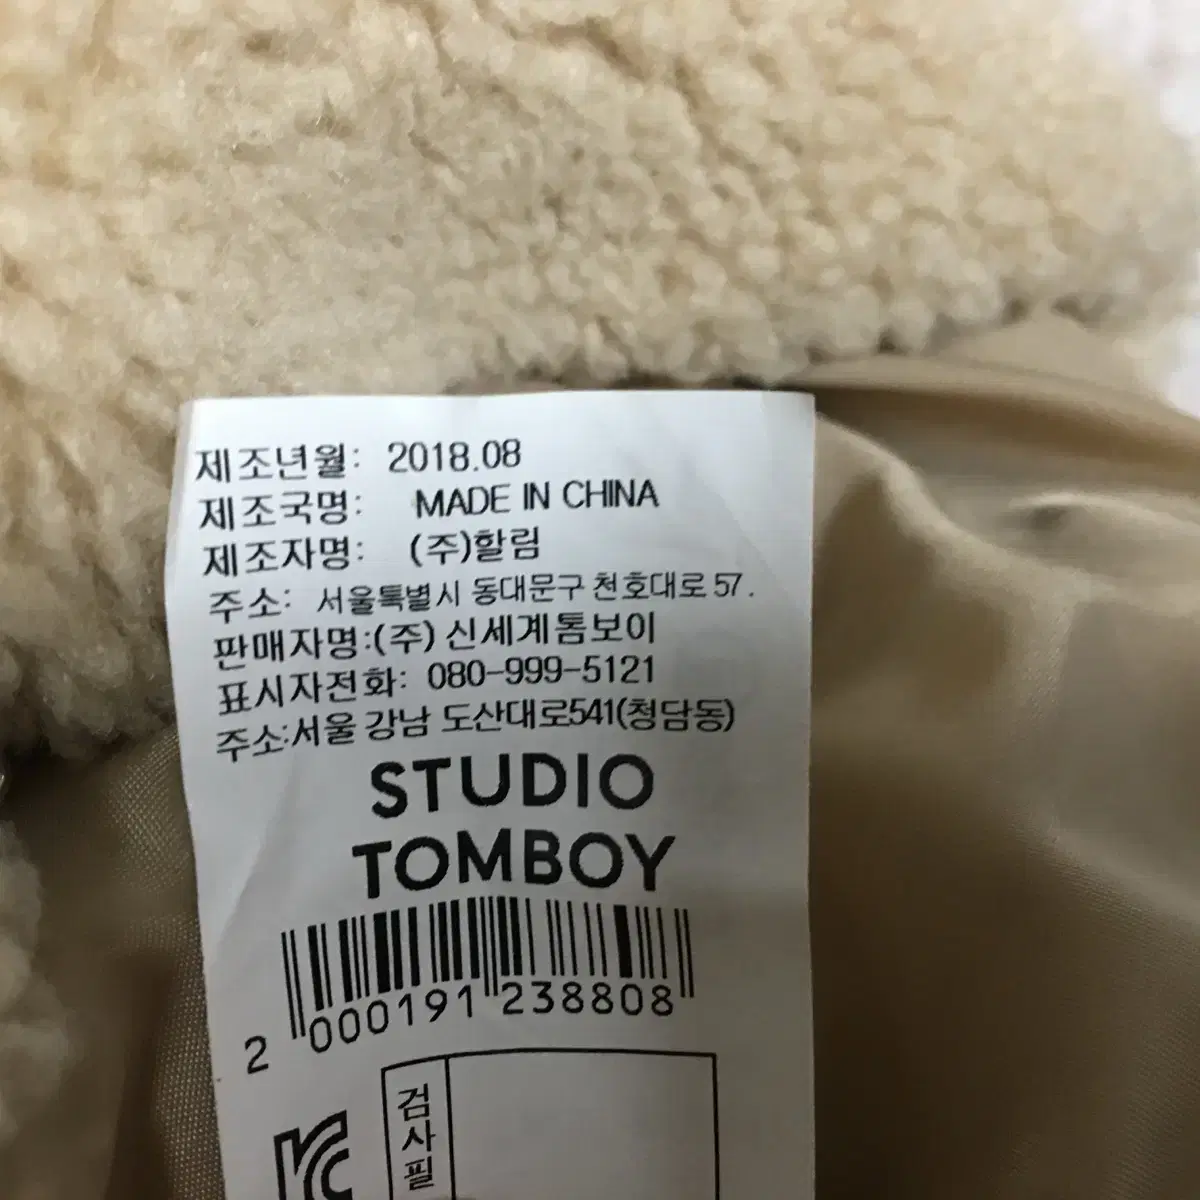 제조년월: 2018.08
제조국명: MADE IN CHINA
제조자명: (주)할림
주소: 서울특별시 동대문구 천호대로 57.
판매자명:(주) 신세계톰보이
표시자전화: 080-999-5121
주소:서울 강남 도산대로541(청담동)
STUDIO
TOMBOY
2 000191 238808
검사필